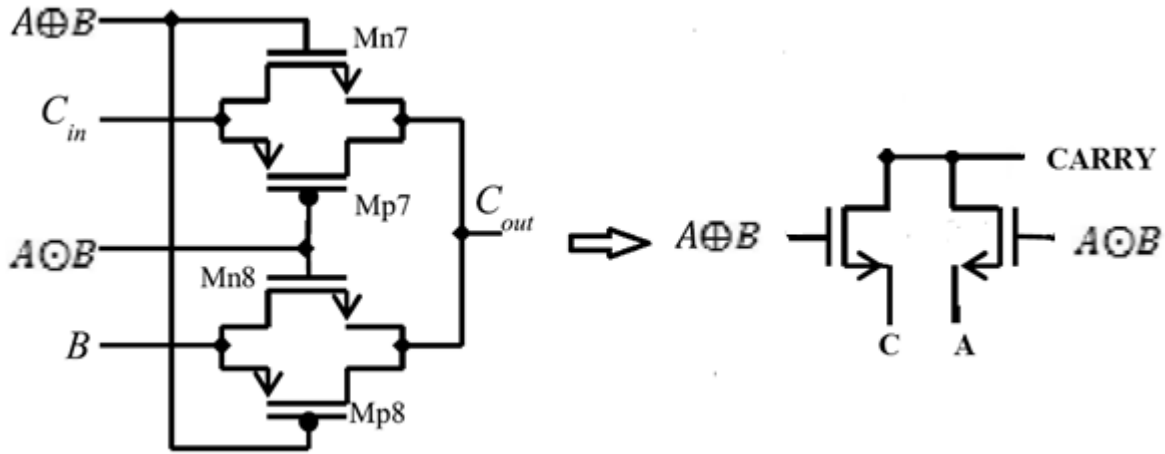 A⊕B
Mn7
C_in
Mp7
C_out
A⊙B
Mn8
B
Mp8
CARRY
A⊕B
A⊙B
C
A